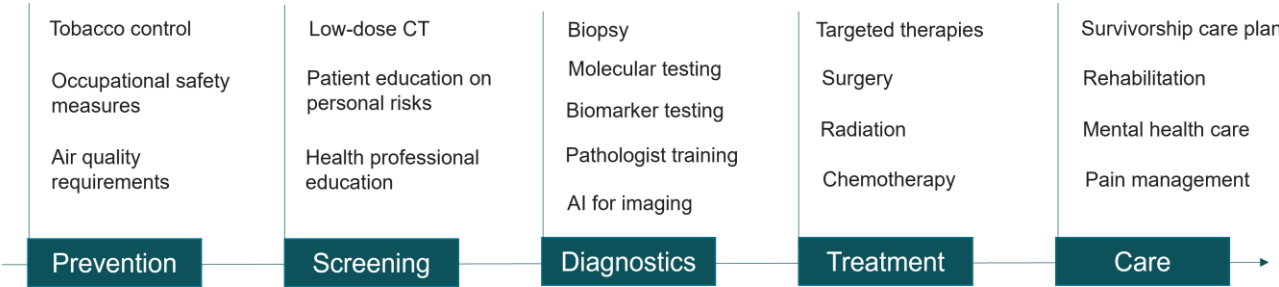 Tobacco control
Occupational safety
measures
Air quality
requirements
Prevention
Low-dose CT
Patient education on
personal risks
Health professional
education
Screening
Biopsy
Molecular testing
Biomarker testing
Pathologist training
AI for imaging
Diagnostics
Targeted therapies
Surgery
Radiation
Chemotherapy
Treatment
Survivorship care plan
Rehabilitation
Mental health care
Pain management
Care